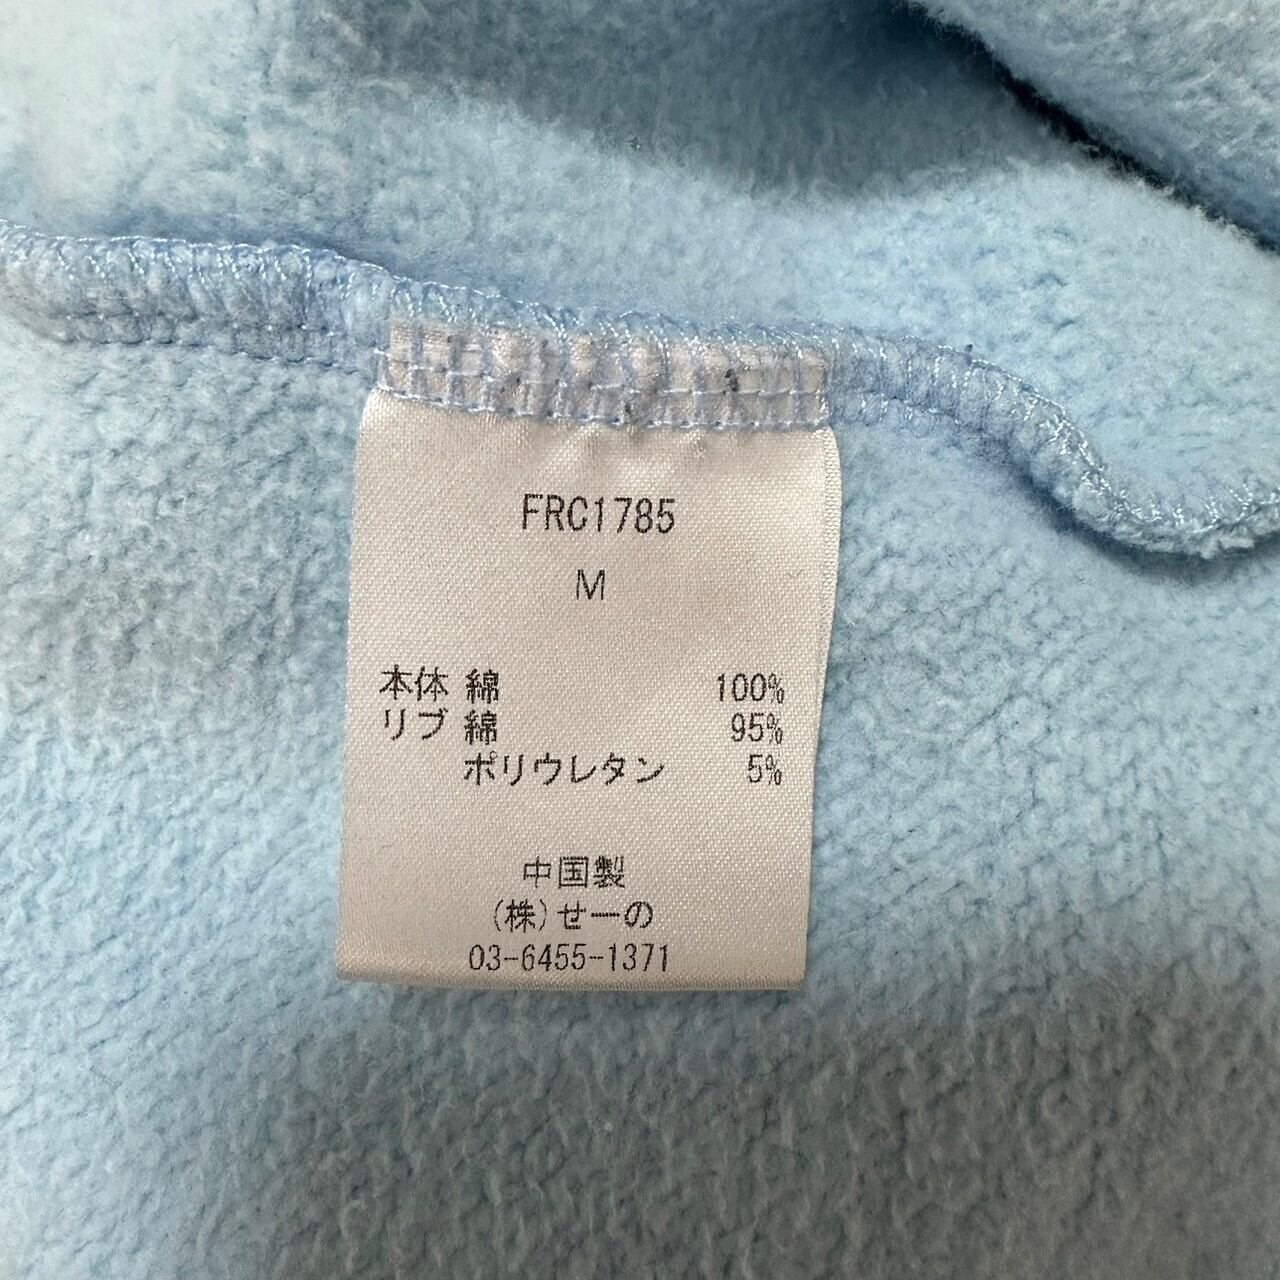 FRC1785
M
本体 綿 100%
リブ 綿 95%
ポリウレタン 5%
中国製
(株)せーの
03-6455-1371